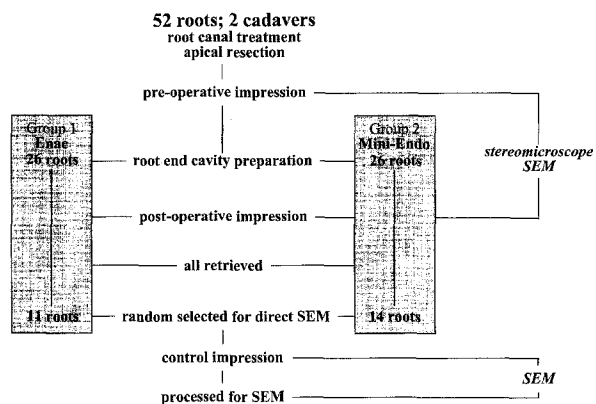 52 roots; 2 cadavers
root canal treatment
apical resection
pre-operative impression
Group 1
Enac
26 roots
root end cavity preparation
Group 2
Mini-Endo
26 roots
stereomicroscope
SEM
post-operative impression
all retrieved
11 roots
random selected for direct SEM
14 roots
control impression
SEM
processed for SEM